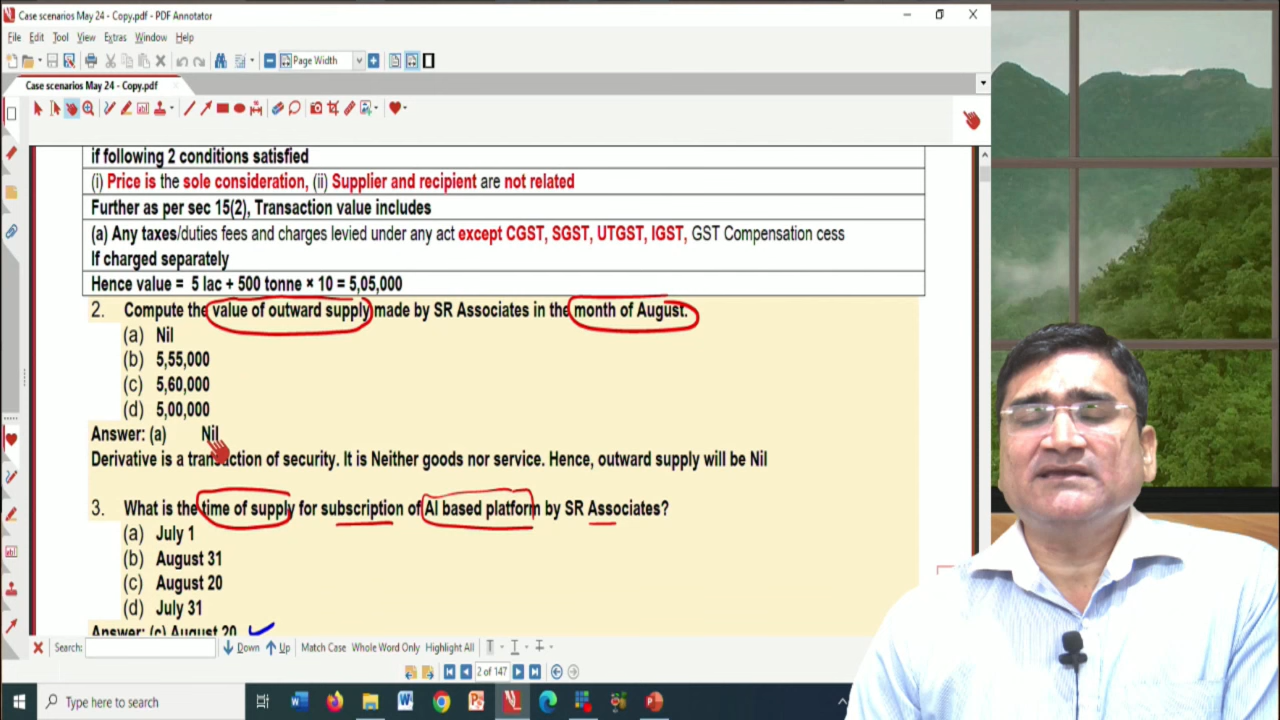 Case scenarios May 24 - Copy.pdf - PDF Annotator
File Edit Tool View Extras Window Help
Page Width
Case scenarios May 24 - Copy.pdf
if following 2 conditions satisfied
(i) Price is the sole consideration, (ii) Supplier and recipient are not related
Further as per sec 15(2), Transaction value includes
(a) Any taxes/duties fees and charges levied under any act except CGST, SGST, UTGST, IGST, GST Compensation cess
If charged separately
Hence value = 5 lac + 500 tonne × 10 = 5,05,000
2. Compute the value of outward supply made by SR Associates in the month of August.
(a) Nil
(b) 5,55,000
(c) 5,60,000
(d) 5,00,000
Answer: (a) Nil
Derivative is a transaction of security. It is Neither goods nor service. Hence, outward supply will be Nil
3. What is the time of supply for subscription of AI based platform by SR Associates?
(a) July 1
(b) August 31
(c) August 20
(d) July 31
Answer: (c) August 20
Search: Down Up Match Case Whole Word Only Highlight All
2 of 147
Type here to search